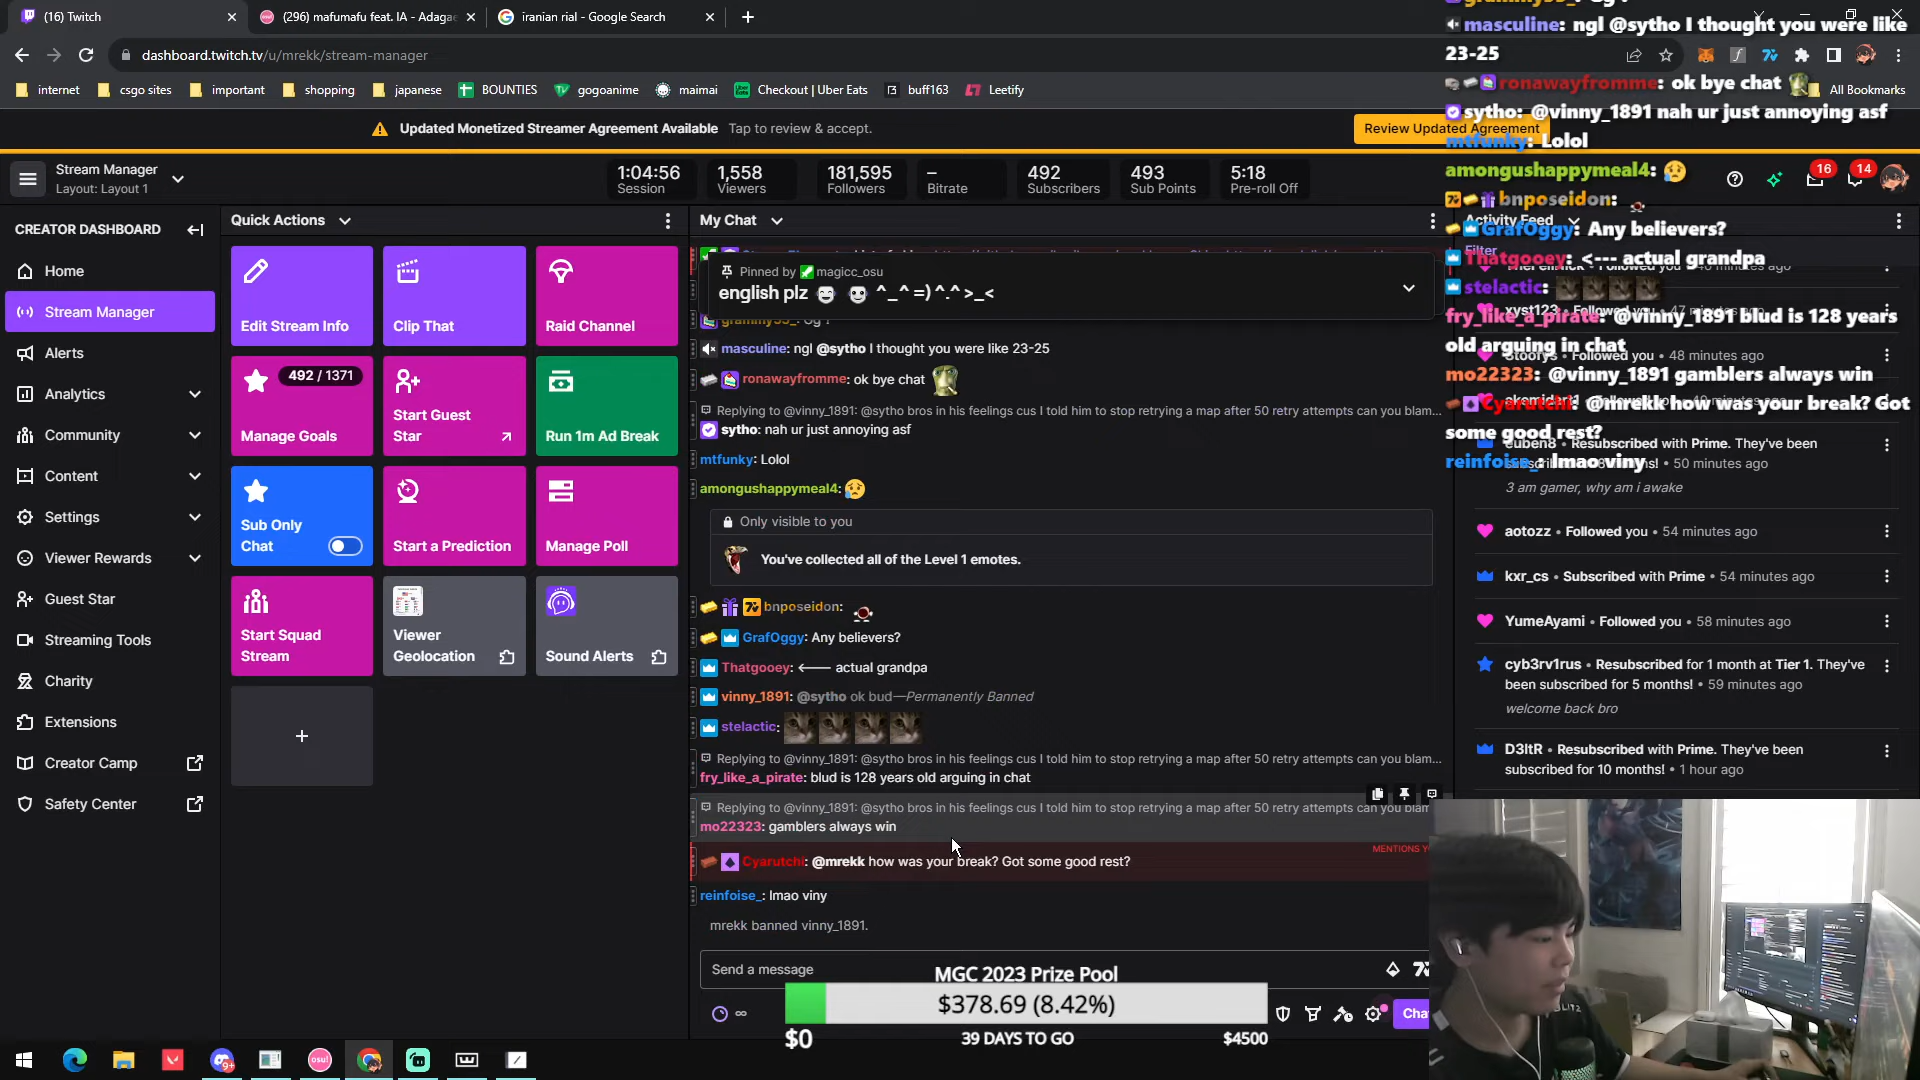 (16) Twitch
(296) mafumafu feat. IA - Adaga
iranian rial - Google Search
dashboard.twitch.tv/u/mrekk/stream-manager
internet
csgo sites
important
shopping
japanese
BOUNTIES
gogoanime
maimai
Checkout | Uber Eats
buff163
Leetify
All Bookmarks
Updated Monetized Streamer Agreement Available Tap to review & accept.
Review Updated Agreement
Stream Manager
Layout: Layout 1
1:04:56
Session
1,558
Viewers
181,595
Followers
–
Bitrate
492
Subscribers
493
Sub Points
5:18
Pre-roll Off
16
14
CREATOR DASHBOARD
Home
Stream Manager
Alerts
Analytics
Community
Content
Settings
Viewer Rewards
Guest Star
Streaming Tools
Charity
Extensions
Creator Camp
Safety Center
Quick Actions
Edit Stream Info
Clip That
Raid Channel
492 / 1371
Manage Goals
Start Guest Star
Run 1m Ad Break
Sub Only Chat
Start a Prediction
Manage Poll
Start Squad Stream
Viewer Geolocation
Sound Alerts
+
My Chat
Pinned by magicc_osu
english plz ^_^ =) ^.^ >_<
masculine: ngl @sytho I thought you were like 23-25
ronawayfromme: ok bye chat
Replying to @vinny_1891: @sytho bros in his feelings cus I told him to stop retrying a map after 50 retry attempts can you blam...
sytho: nah ur just annoying asf
mtfunky: Lolol
amongushappymeal4:
Only visible to you
You've collected all of the Level 1 emotes.
bnposeidon:
GrafOggy: Any believers?
Thatgooey: <--- actual grandpa
vinny_1891: @sytho ok bud—Permanently Banned
stelactic:
Replying to @vinny_1891: @sytho bros in his feelings cus I told him to stop retrying a map after 50 retry attempts can you blam...
fry_like_a_pirate: blud is 128 years old arguing in chat
Replying to @vinny_1891: @sytho bros in his feelings cus I told him to stop retrying a map after 50 retry attempts can you blam
mo22323: gamblers always win
MENTIONS Y
Cyarutchi: @mrekk how was your break? Got some good rest?
reinfoise_: lmao viny
mrekk banned vinny_1891.
Send a message
Cha
MGC 2023 Prize Pool
$378.69 (8.42%)
$0
39 DAYS TO GO
$4500
masculine: ngl @sytho I thought you were like
23-25
ronawayfromme: ok bye chat
sytho: @vinny_1891 nah ur just annoying asf
mtfunky: Lolol
amongushappymeal4:
bnposeidon:
GrafOggy: Any believers?
Thatgooey: <--- actual grandpa
stelactic:
fry_like_a_pirate: @vinny_1891 blud is 128 years
old arguing in chat
mo22323: @vinny_1891 gamblers always win
Cyarutchi: @mrekk how was your break? Got
some good rest?
reinfoise_: lmao viny
Activity Feed
Filter
xyst123 • Followed you • 47 minutes ago
Stoofys • Followed you • 48 minutes ago
Resubscribed with Prime. They've been
50 minutes ago
3 am gamer, why am i awake
aotozz • Followed you • 54 minutes ago
kxr_cs • Subscribed with Prime • 54 minutes ago
YumeAyami • Followed you • 58 minutes ago
cyb3rv1rus • Resubscribed for 1 month at Tier 1. They've
been subscribed for 5 months! • 59 minutes ago
welcome back bro
D3ltR • Resubscribed with Prime. They've been
subscribed for 10 months! • 1 hour ago